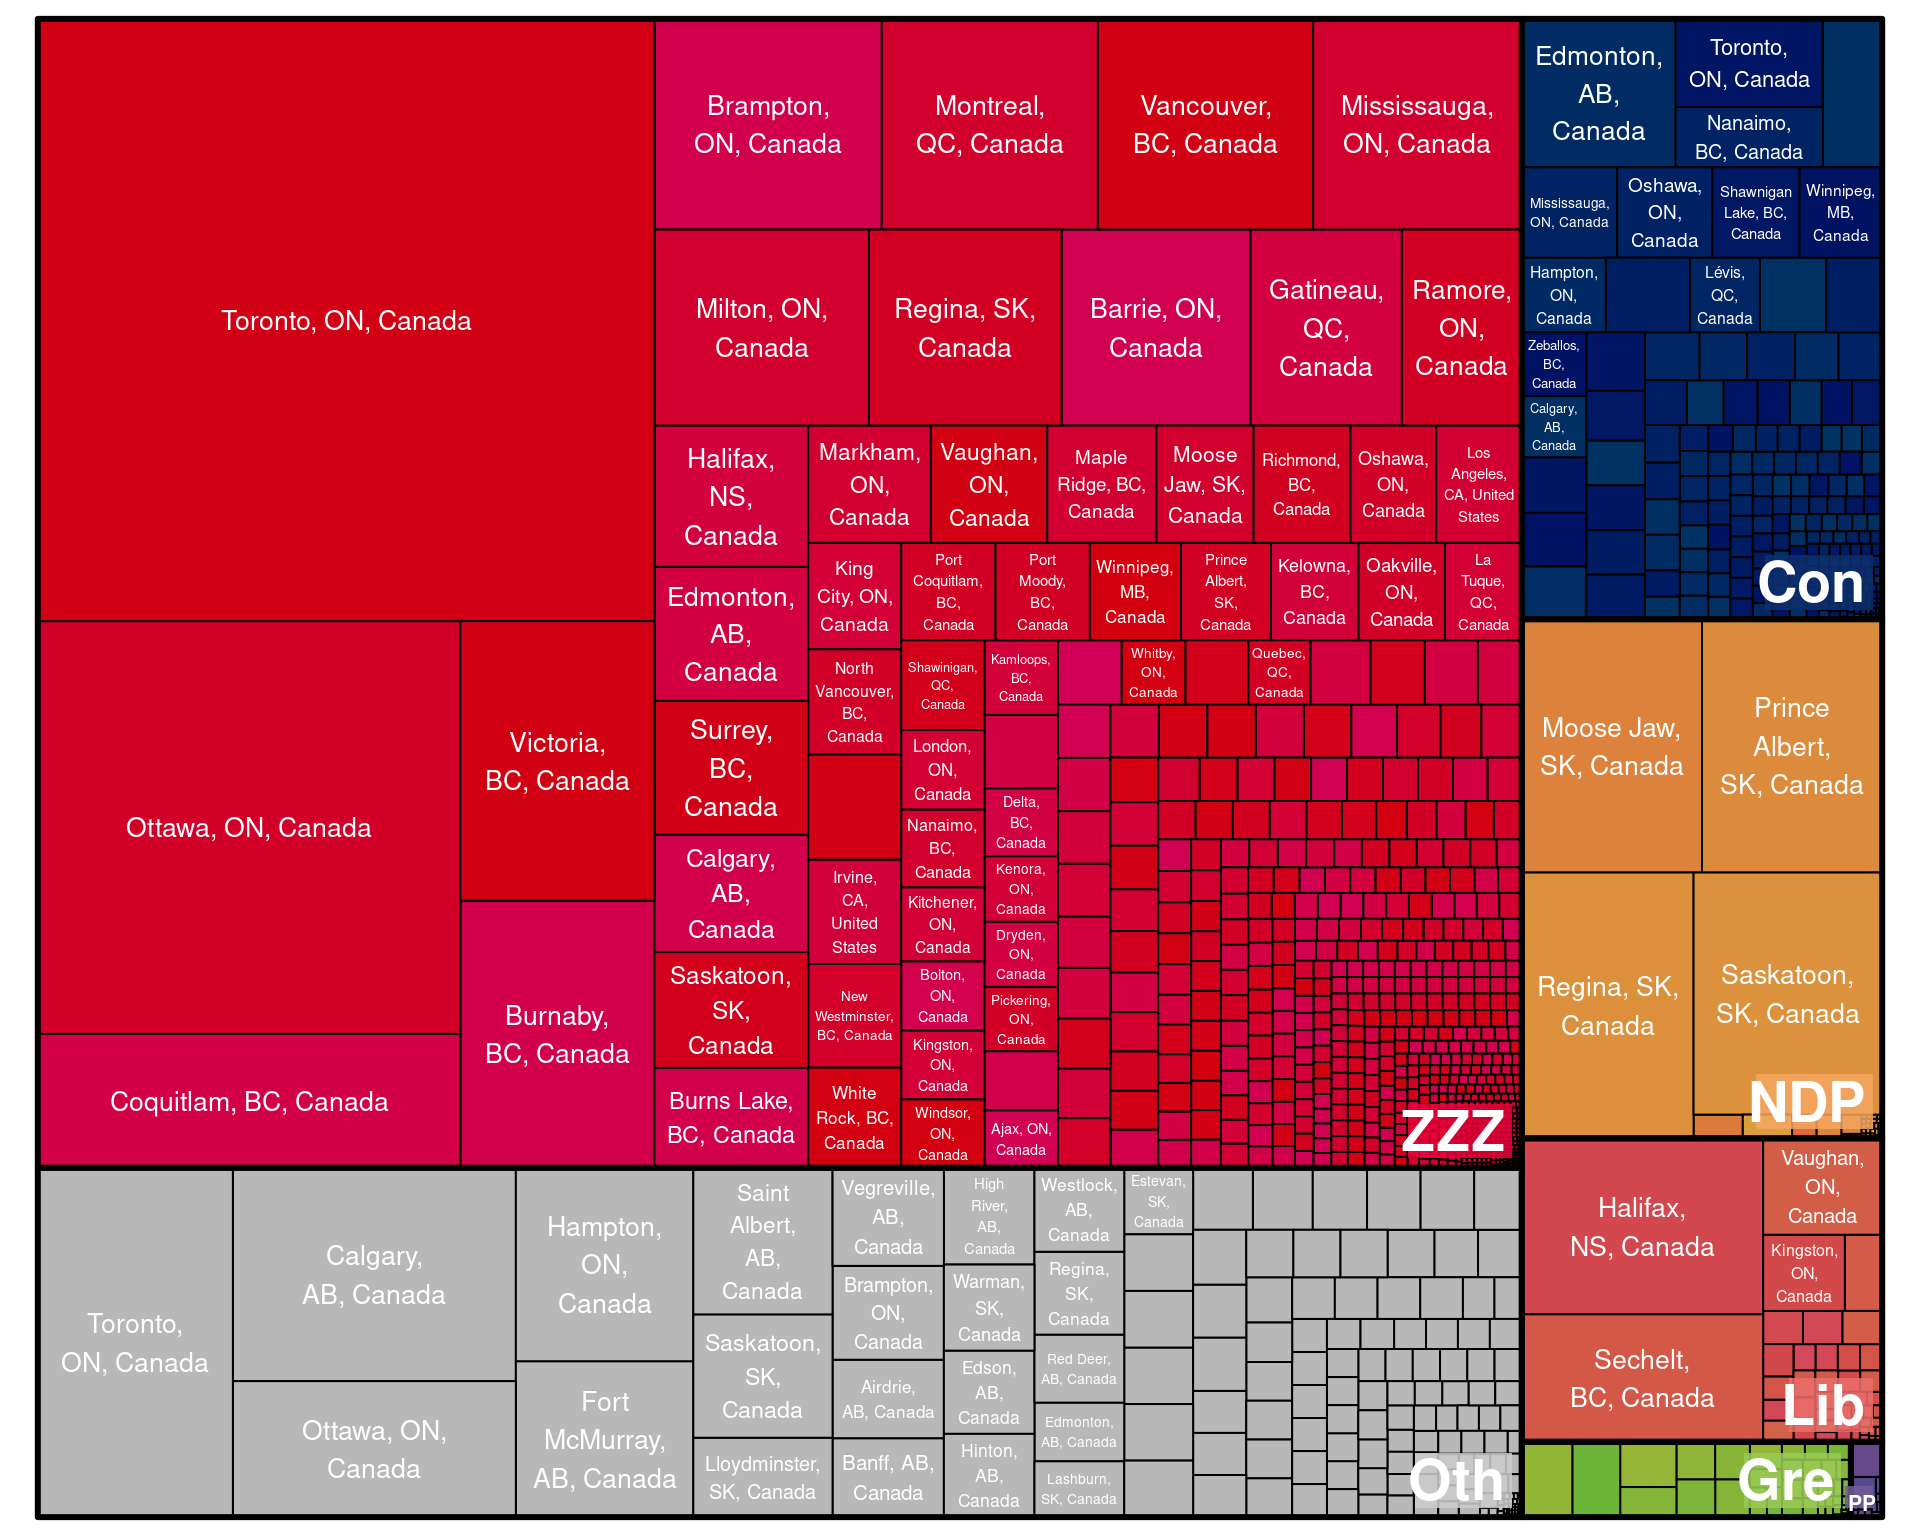 Toronto, ON, Canada
Ottawa, ON, Canada
Coquitlam, BC, Canada
Victoria,
BC, Canada
Burnaby,
BC, Canada
Brampton,
ON, Canada
Montreal,
QC, Canada
Vancouver,
BC, Canada
Mississauga,
ON, Canada
Milton, ON,
Canada
Regina, SK,
Canada
Barrie, ON,
Canada
Gatineau,
QC,
Canada
Ramore,
ON,
Canada
Halifax,
NS,
Canada
Edmonton,
AB,
Canada
Surrey,
BC,
Canada
Calgary,
AB,
Canada
Saskatoon,
SK,
Canada
Burns Lake,
BC, Canada
Markham,
ON,
Canada
Vaughan,
ON,
Canada
Maple
Ridge, BC,
Canada
Moose
Jaw, SK,
Canada
Richmond,
BC,
Canada
Oshawa,
ON,
Canada
Los
Angeles,
CA, United
States
King
City, ON,
Canada
North
Vancouver,
BC,
Canada
Irvine,
CA,
United
States
New
Westminster,
BC, Canada
White
Rock, BC,
Canada
Port
Coquitlam,
BC,
Canada
Port
Moody,
BC,
Canada
Winnipeg,
MB,
Canada
Prince
Albert,
SK,
Canada
Kelowna,
BC,
Canada
Oakville,
ON,
Canada
La
Tuque,
QC,
Canada
Shawinigan,
QC,
Canada
London,
ON,
Canada
Nanaimo,
BC,
Canada
Kitchener,
ON,
Canada
Bolton,
ON,
Canada
Kingston,
ON,
Canada
Windsor,
ON,
Canada
Kamloops,
BC,
Canada
Delta,
BC,
Canada
Kenora,
ON,
Canada
Dryden,
ON,
Canada
Pickering,
ON,
Canada
Ajax, ON,
Canada
Whitby,
ON,
Canada
Quebec,
QC,
Canada
ZZZ
Edmonton,
AB,
Canada
Toronto,
ON, Canada
Nanaimo,
BC, Canada
Mississauga,
ON, Canada
Oshawa,
ON,
Canada
Shawnigan
Lake, BC,
Canada
Winnipeg,
MB,
Canada
Hampton,
ON,
Canada
Lévis,
QC,
Canada
Zeballos,
BC,
Canada
Calgary,
AB,
Canada
Con
Moose Jaw,
SK, Canada
Prince
Albert,
SK, Canada
Regina, SK,
Canada
Saskatoon,
SK, Canada
NDP
Halifax,
NS, Canada
Sechelt,
BC, Canada
Vaughan,
ON,
Canada
Kingston,
ON,
Canada
Lib
Gre
PP
Toronto,
ON, Canada
Calgary,
AB, Canada
Ottawa, ON,
Canada
Hampton,
ON,
Canada
Fort
McMurray,
AB, Canada
Saint
Albert,
AB,
Canada
Saskatoon,
SK,
Canada
Lloydminster,
SK, Canada
Vegreville,
AB,
Canada
Brampton,
ON,
Canada
Airdrie,
AB, Canada
Banff, AB,
Canada
High
River,
AB,
Canada
Warman,
SK,
Canada
Edson,
AB,
Canada
Hinton,
AB,
Canada
Westlock,
AB,
Canada
Regina,
SK,
Canada
Red Deer,
AB, Canada
Edmonton,
AB, Canada
Lashburn,
SK, Canada
Estevan,
SK,
Canada
Oth